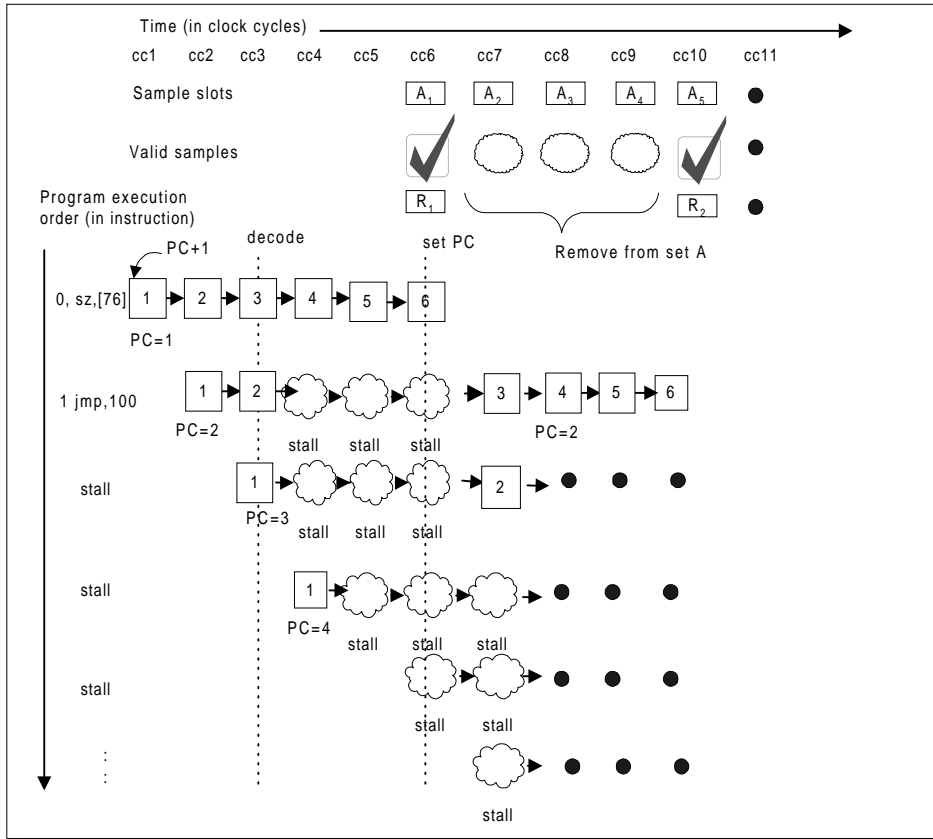 Time (in clock cycles)
cc1 cc2 cc3 cc4 cc5 cc6 cc7 cc8 cc9 cc10 cc11
Sample slots A1 A2 A3 A4 A5
Valid samples
R1 R2
Program execution
order (in instruction)
decode
set PC
Remove from set A
PC+1
0, sz,[76] 1 2 3 4 5 6
PC=1
1 jmp,100 1 2 3 4 5 6
PC=2 PC=2
stall stall stall
stall 1 2
PC=3
stall stall stall
stall 1
PC=4
stall stall stall
stall
stall stall
stall